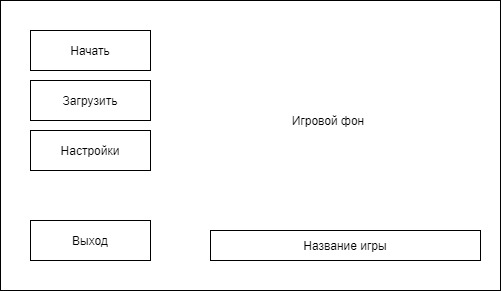 Начать
Загрузить
Настройки
Игровой фон
Выход
Название игры